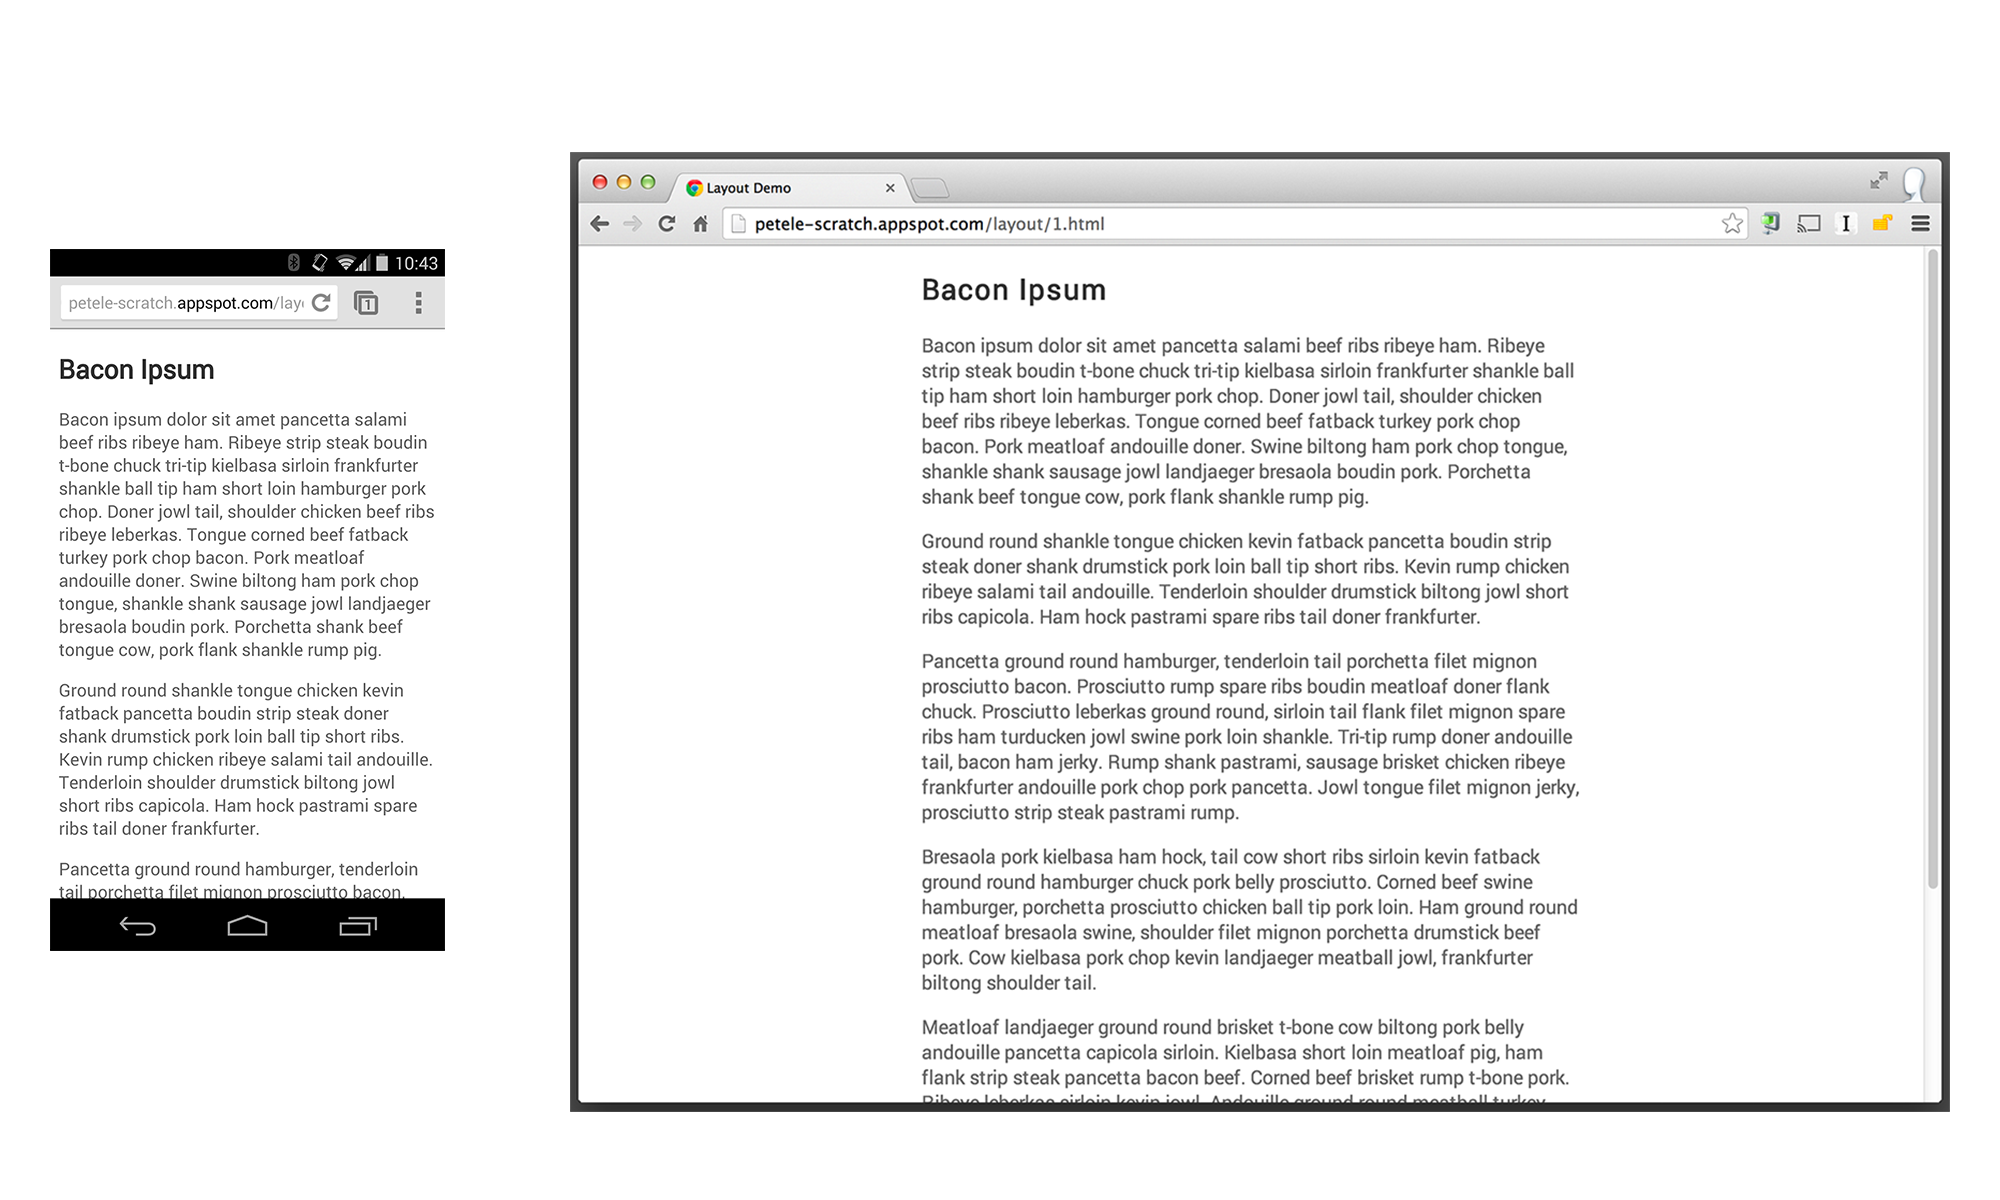 10:43
petele-scratch.appspot.com/lay
1
Bacon Ipsum
Bacon ipsum dolor sit amet pancetta salami
beef ribs ribeye ham. Ribeye strip steak boudin
t-bone chuck tri-tip kielbasa sirloin frankfurter
shankle ball tip ham short loin hamburger pork
chop. Doner jowl tail, shoulder chicken beef ribs
ribeye leberkas. Tongue corned beef fatback
turkey pork chop bacon. Pork meatloaf
andouille doner. Swine biltong ham pork chop
tongue, shankle shank sausage jowl landjaeger
bresaola boudin pork. Porchetta shank beef
tongue cow, pork flank shankle rump pig.
Ground round shankle tongue chicken kevin
fatback pancetta boudin strip steak doner
shank drumstick pork loin ball tip short ribs.
Kevin rump chicken ribeye salami tail andouille.
Tenderloin shoulder drumstick biltong jowl
short ribs capicola. Ham hock pastrami spare
ribs tail doner frankfurter.
Pancetta ground round hamburger, tenderloin
tail porchetta filet mignon prosciutto bacon.
Layout Demo
petele-scratch.appspot.com/layout/1.html
I
Bacon Ipsum
Bacon ipsum dolor sit amet pancetta salami beef ribs ribeye ham. Ribeye
strip steak boudin t-bone chuck tri-tip kielbasa sirloin frankfurter shankle ball
tip ham short loin hamburger pork chop. Doner jowl tail, shoulder chicken
beef ribs ribeye leberkas. Tongue corned beef fatback turkey pork chop
bacon. Pork meatloaf andouille doner. Swine biltong ham pork chop tongue,
shankle shank sausage jowl landjaeger bresaola boudin pork. Porchetta
shank beef tongue cow, pork flank shankle rump pig.
Ground round shankle tongue chicken kevin fatback pancetta boudin strip
steak doner shank drumstick pork loin ball tip short ribs. Kevin rump chicken
ribeye salami tail andouille. Tenderloin shoulder drumstick biltong jowl short
ribs capicola. Ham hock pastrami spare ribs tail doner frankfurter.
Pancetta ground round hamburger, tenderloin tail porchetta filet mignon
prosciutto bacon. Prosciutto rump spare ribs boudin meatloaf doner flank
chuck. Prosciutto leberkas ground round, sirloin tail flank filet mignon spare
ribs ham turducken jowl swine pork loin shankle. Tri-tip rump doner andouille
tail, bacon ham jerky. Rump shank pastrami, sausage brisket chicken ribeye
frankfurter andouille pork chop pork pancetta. Jowl tongue filet mignon jerky,
prosciutto strip steak pastrami rump.
Bresaola pork kielbasa ham hock, tail cow short ribs sirloin kevin fatback
ground round hamburger chuck pork belly prosciutto. Corned beef swine
hamburger, porchetta prosciutto chicken ball tip pork loin. Ham ground round
meatloaf bresaola swine, shoulder filet mignon porchetta drumstick beef
pork. Cow kielbasa pork chop kevin landjaeger meatball jowl, frankfurter
biltong shoulder tail.
Meatloaf landjaeger ground round brisket t-bone cow biltong pork belly
andouille pancetta capicola sirloin. Kielbasa short loin meatloaf pig, ham
flank strip steak pancetta bacon beef. Corned beef brisket rump t-bone pork.
Ribeye leberkas sirloin kevin jowl. Andouille ground round meatball turkey